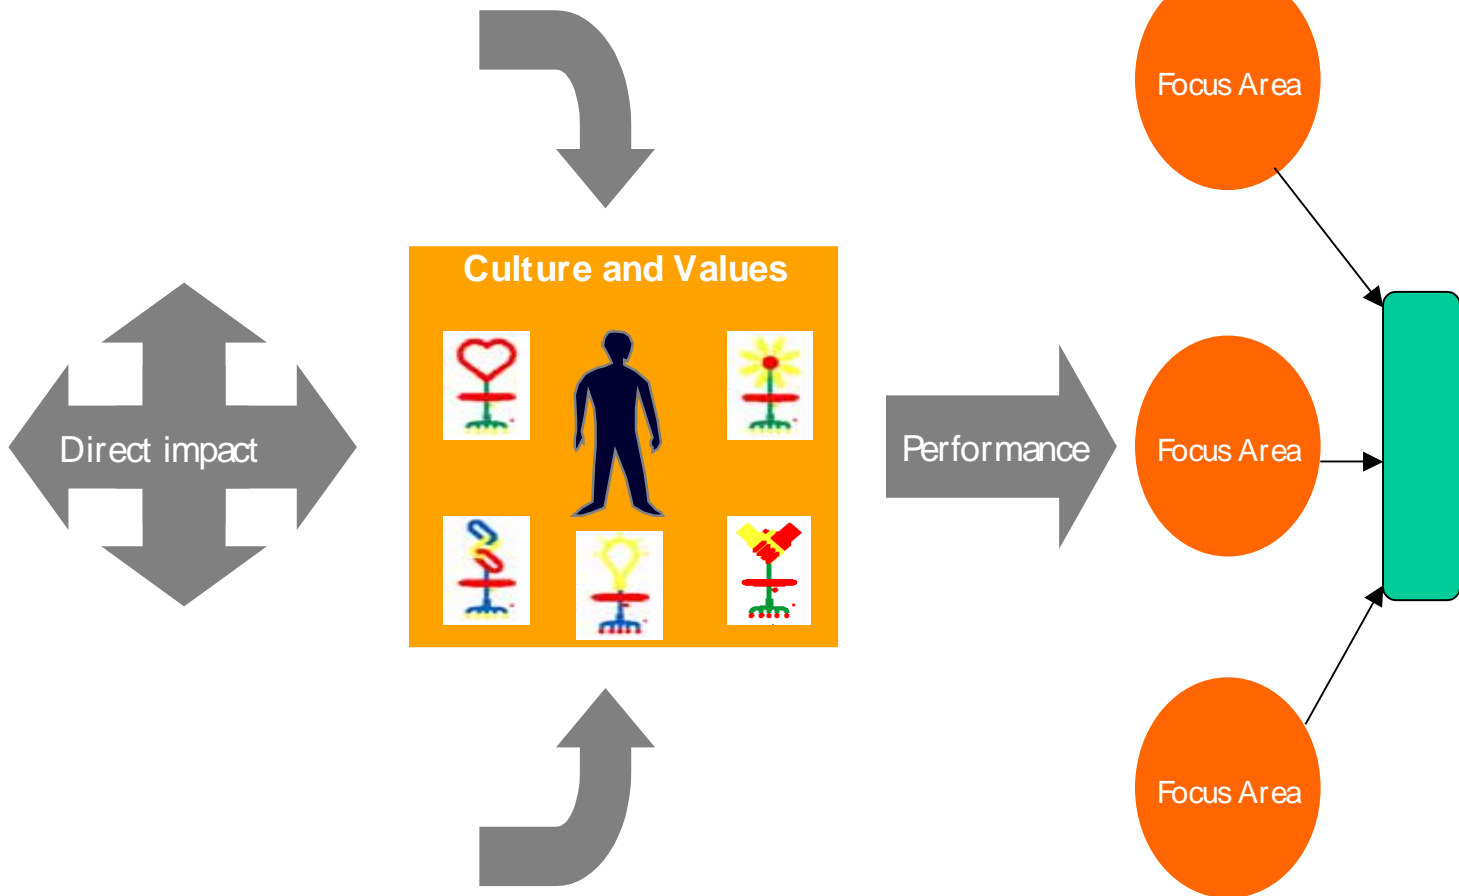 Focus Area
Culture and Values
Direct impact
Performance
Focus Area
Focus Area